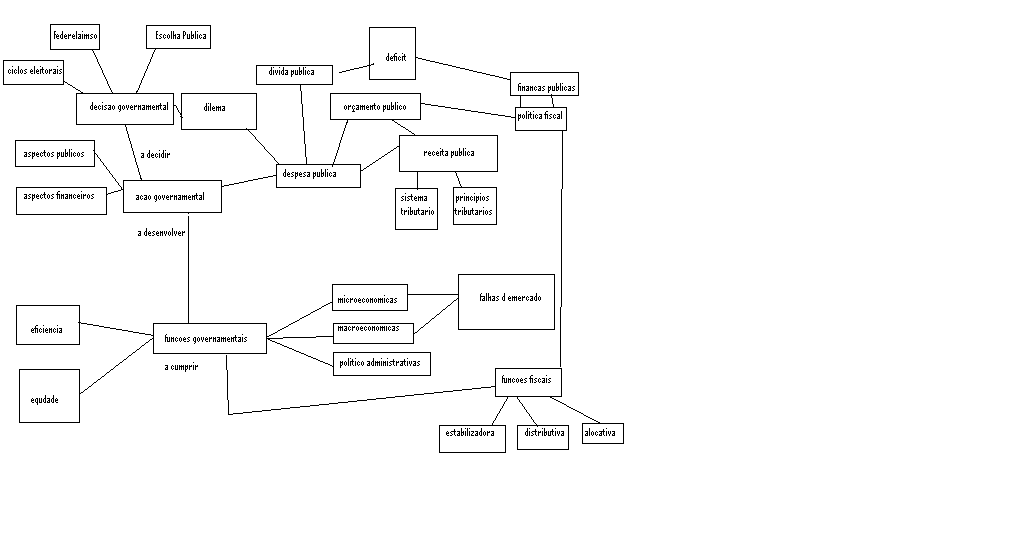 federelaimso
Escolha Publica
deficit
ciclos eleitorais
divida publica
financas publicas
decisao governamental
dilema
orçamento publico
politica fiscal
aspectos publicos
a decidir
receita publica
despesa publica
aspectos financeiros
acao governamental
sistema
tributario
principios
tributarios
a desenvolver
microeconomicas
falhas d emercado
eficiencia
macroeconomicas
funcoes governamentais
politico administrativas
a cumprir
funcoes fiscais
equdade
estabilizadora
distributiva
alocativa